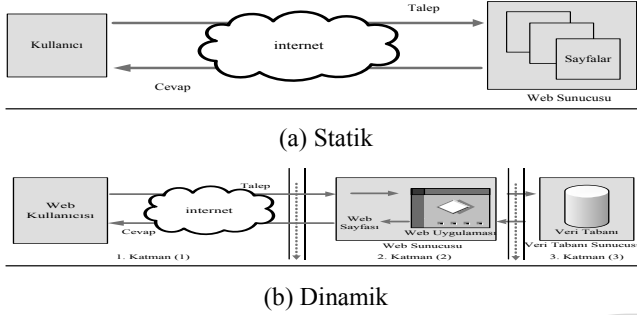 Talep
Kullanıcı
internet
Sayfalar
Cevap
Web Sunucusu
(a) Statik
Talep
Web
Kullanıcısı
internet
Cevap
Web
Sayfası
Web Uygulaması
Web Sunucusu
Veri Tabanı
Veri Tabanı Sunucusu
1. Katman (1)
2. Katman (2)
3. Katman (3)
(b) Dinamik